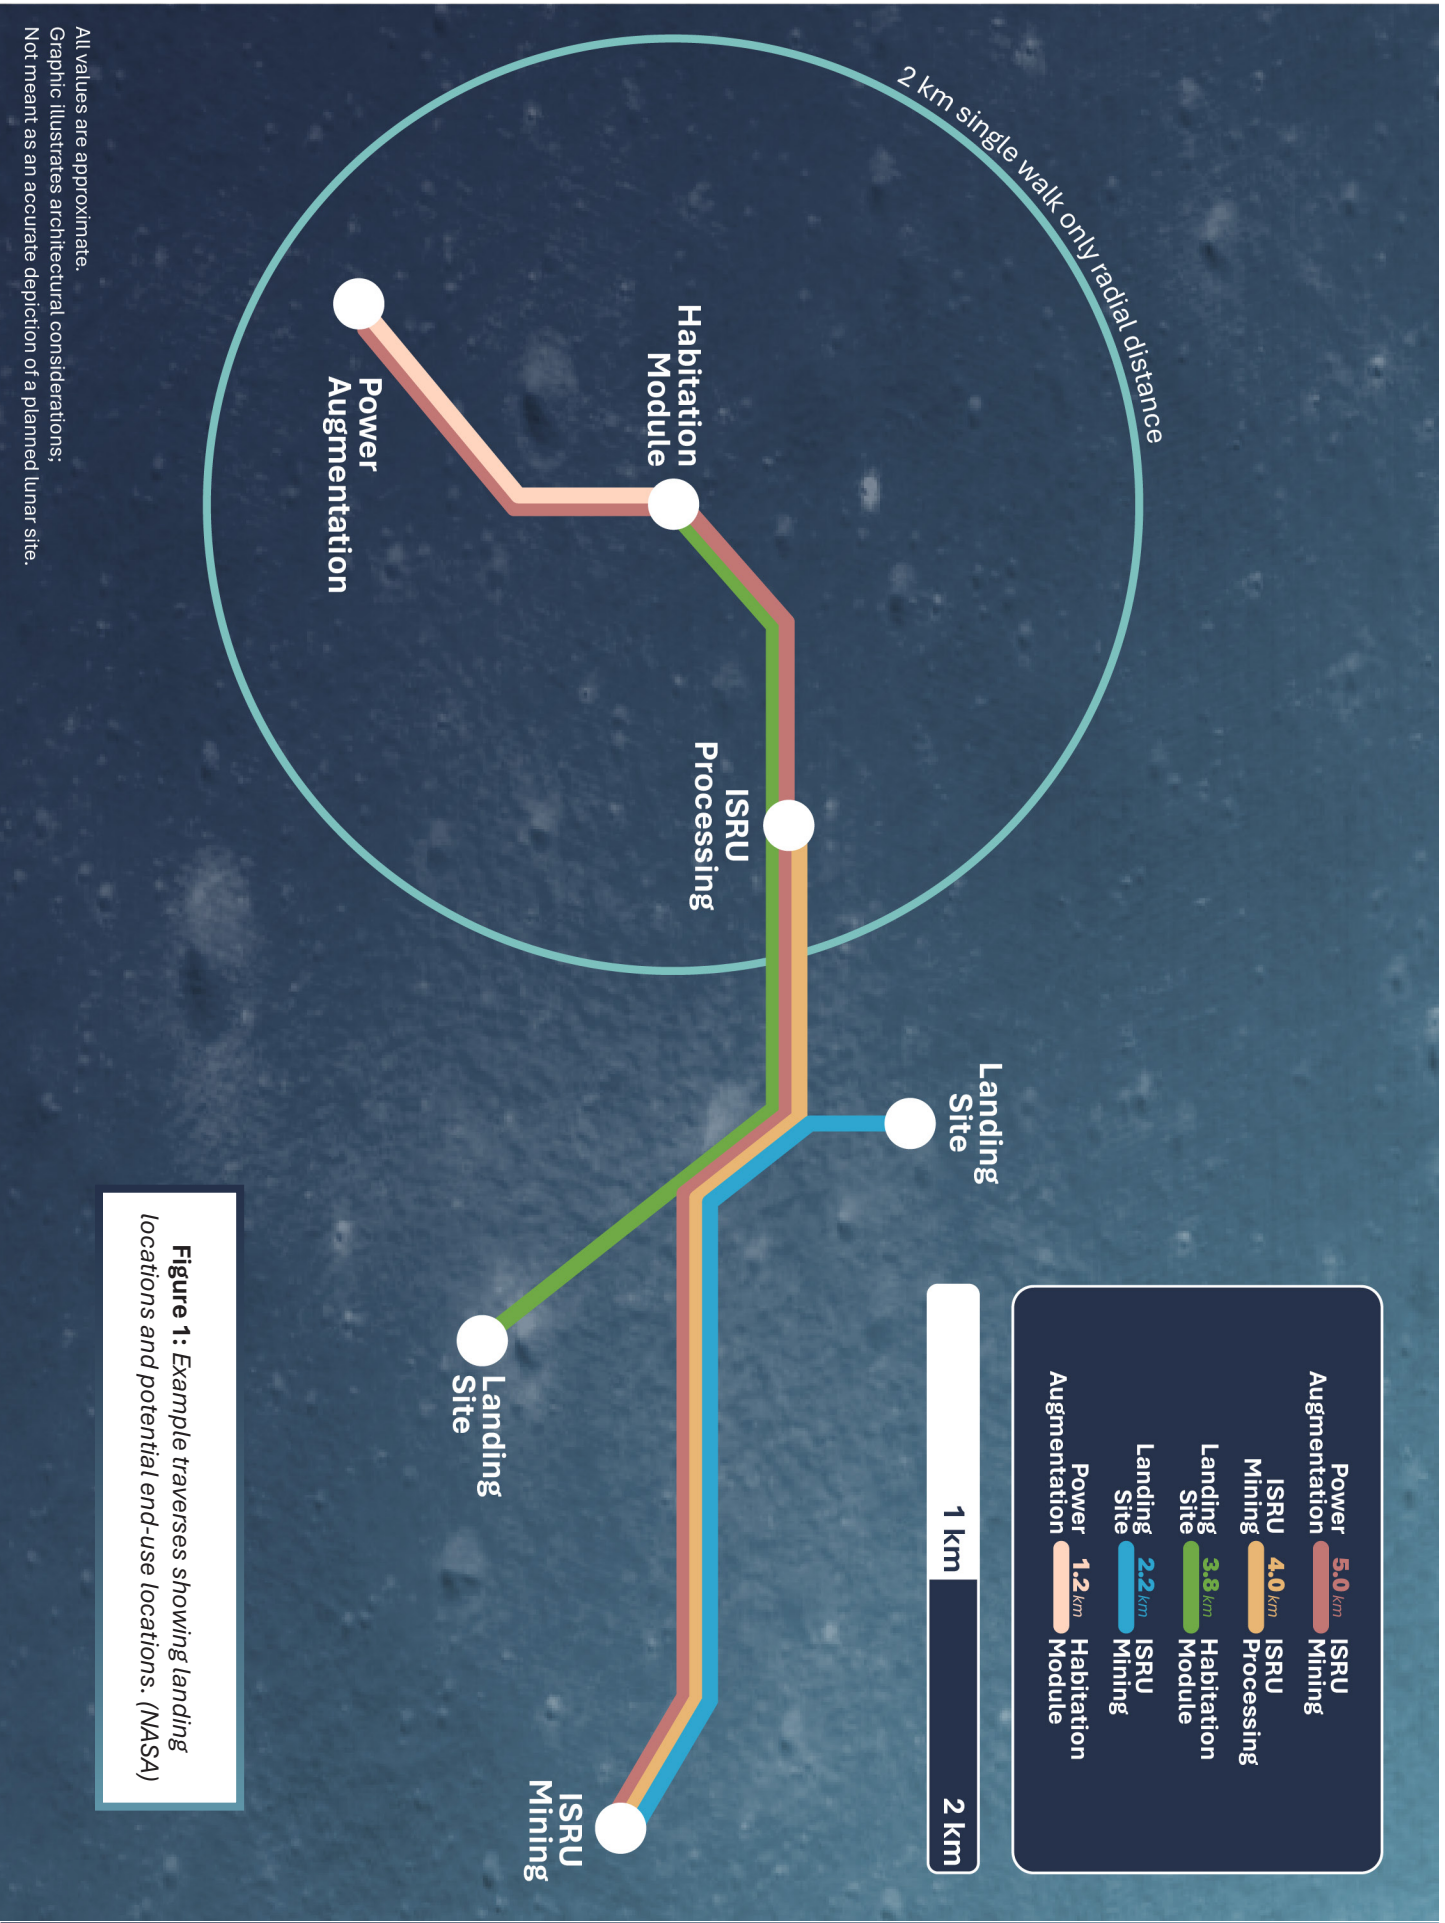 2 km single walk only radial distance
Habitation
Module
Power
Augmentation
ISRU
Processing
Landing
Site
Landing
Site
ISRU
Mining
Power
Augmentation
5.0 km
ISRU
Mining
ISRU
Mining
4.0 km
ISRU
Processing
Landing
Site
3.8 km
Habitation
Module
Landing
Site
2.2 km
ISRU
Mining
Power
Augmentation
1.2 km
Habitation
Module
1 km
2 km
All values are approximate.
Graphic illustrates architectural considerations;
Not meant as an accurate depiction of a planned lunar site.
Figure 1: Example traverses showing landing
locations and potential end-use locations. (NASA)